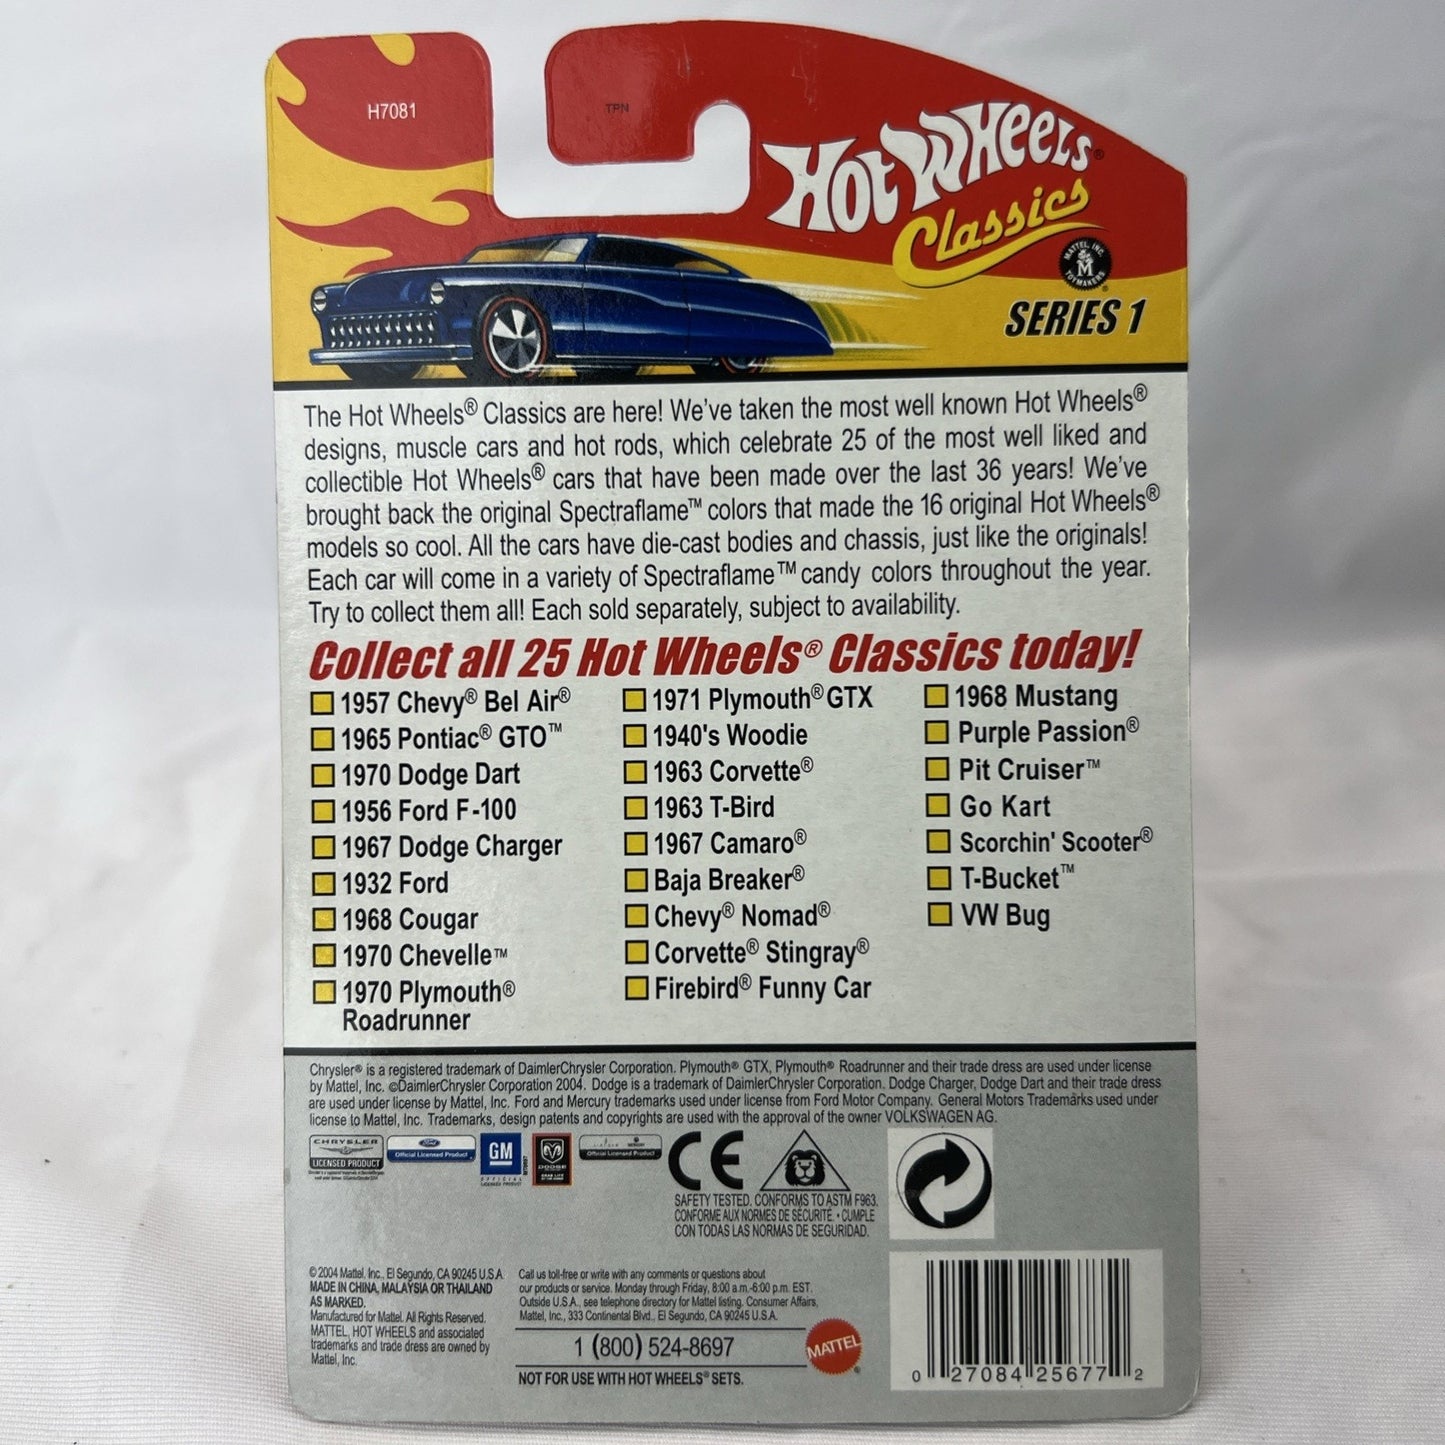 H7081
TPN
Hot Wheels®
Classics
MATTEL, INC.
M
TOYMAKERS
®
SERIES 1
The Hot Wheels® Classics are here! We've taken the most well known Hot Wheels®
designs, muscle cars and hot rods, which celebrate 25 of the most well liked and
collectible Hot Wheels® cars that have been made over the last 36 years! We've
brought back the original Spectraflame™ colors that made the 16 original Hot Wheels®
models so cool. All the cars have die-cast bodies and chassis, just like the originals!
Each car will come in a variety of Spectraflame™ candy colors throughout the year.
Try to collect them all! Each sold separately, subject to availability.
Collect all 25 Hot Wheels® Classics today!
1957 Chevy® Bel Air®
1965 Pontiac® GTO™
1970 Dodge Dart
1956 Ford F-100
1967 Dodge Charger
1932 Ford
1968 Cougar
1970 Chevelle™
1970 Plymouth®
Roadrunner
1971 Plymouth® GTX
1940's Woodie
1963 Corvette®
1963 T-Bird
1967 Camaro®
Baja Breaker®
Chevy® Nomad®
Corvette® Stingray®
Firebird® Funny Car
1968 Mustang
Purple Passion®
Pit Cruiser™
Go Kart
Scorchin' Scooter®
T-Bucket™
VW Bug
Chrysler® is a registered trademark of DaimlerChrysler Corporation. Plymouth® GTX, Plymouth® Roadrunner and their trade dress are used under license
by Mattel, Inc. ©DaimlerChrysler Corporation 2004. Dodge is a trademark of DaimlerChrysler Corporation. Dodge Charger, Dodge Dart and their trade dress
are used under license by Mattel, Inc. Ford and Mercury trademarks used under license from Ford Motor Company. General Motors Trademarks used under
license to Mattel, Inc. Trademarks, design patents and copyrights are used with the approval of the owner VOLKSWAGEN AG.
CHRYSLER
LICENSED PRODUCT
Ford
Official Licensed Product
GM
OFFICIAL
LICENSED PRODUCT
DODGE
MERCURY
Official Licensed Product
CE
SAFETY TESTED. CONFORMS TO ASTM F963.
CONFORME AUX NORMES DE SÉCURITÉ. • CUMPLE
CON TODAS LAS NORMAS DE SEGURIDAD.
© 2004 Mattel, Inc., El Segundo, CA 90245 U.S.A.
MADE IN CHINA, MALAYSIA OR THAILAND
AS MARKED.
Manufactured for Mattel. All Rights Reserved.
MATTEL, HOT WHEELS and associated
trademarks and trade dress are owned by
Mattel, Inc.
Call us toll-free or write with any comments or questions about
our products or service. Monday through Friday, 8:00 a.m.-6:00 p.m. EST.
Outside U.S.A., see telephone directory for Mattel listing. Consumer Affairs,
Mattel, Inc., 333 Continental Blvd., El Segundo, CA 90245 U.S.A.
1 (800) 524-8697
NOT FOR USE WITH HOT WHEELS® SETS.
MATTEL
®
0 27084 25677 2